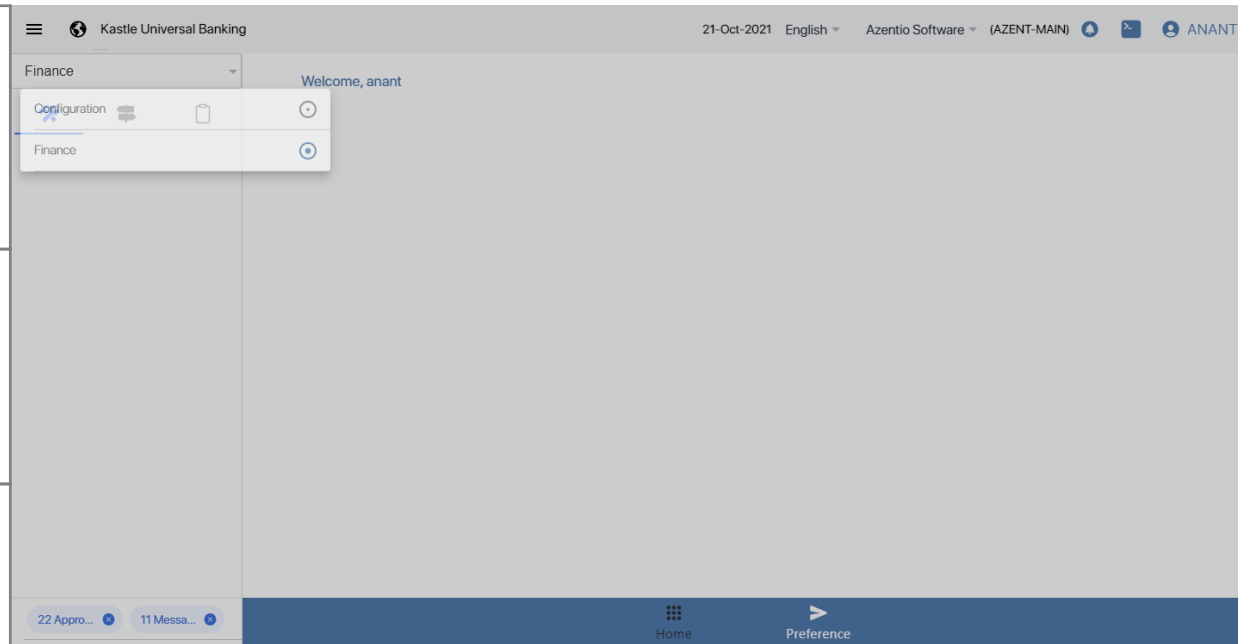 Kastle Universal Banking 21-Oct-2021 English Azentio Software (AZENT-MAIN) ANANT
Finance
Welcome, anant
Configuration
Finance
22 Appro... 11 Messa...
Home Preference